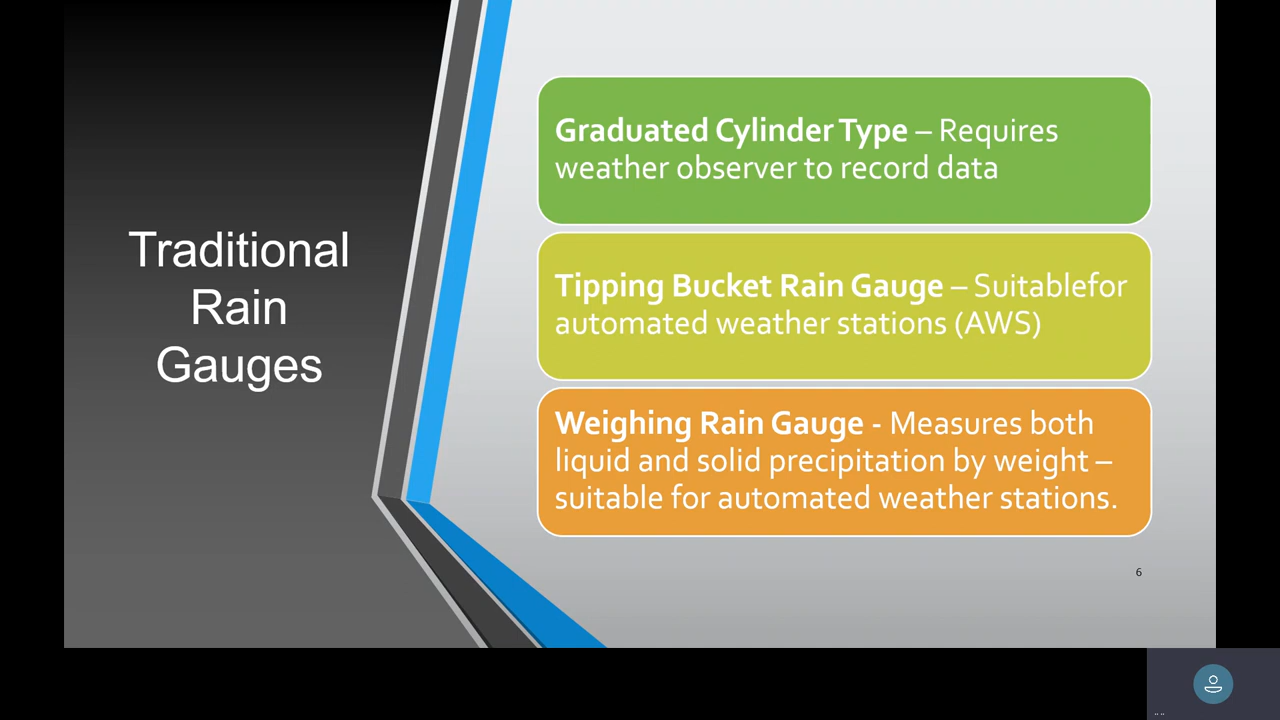 Traditional
Rain
Gauges
Graduated Cylinder Type – Requires
weather observer to record data
Tipping Bucket Rain Gauge – Suitablefor
automated weather stations (AWS)
Weighing Rain Gauge - Measures both
liquid and solid precipitation by weight –
suitable for automated weather stations.
6